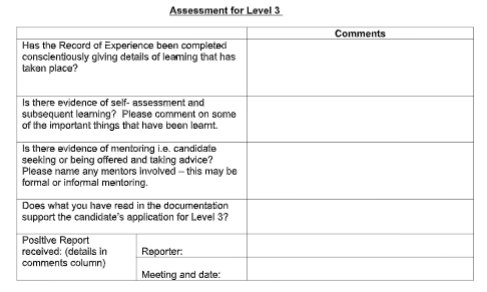 Assessment for Level 3
Comments
Has the Record of Experience been completed
conscientiously giving details of learning that has
taken place?
Is there evidence of self- assessment and
subsequent learning? Please comment on some
of the important things that have been learnt.
Is there evidence of mentoring i.e. candidate
seeking or being offered and taking advice?
Please name any mentors involved – this may be
formal or informal mentoring.
Does what you have read in the documentation
support the candidate's application for Level 3?
Positive Report
received: (details in
comments column)
Reporter:
Meeting and date: